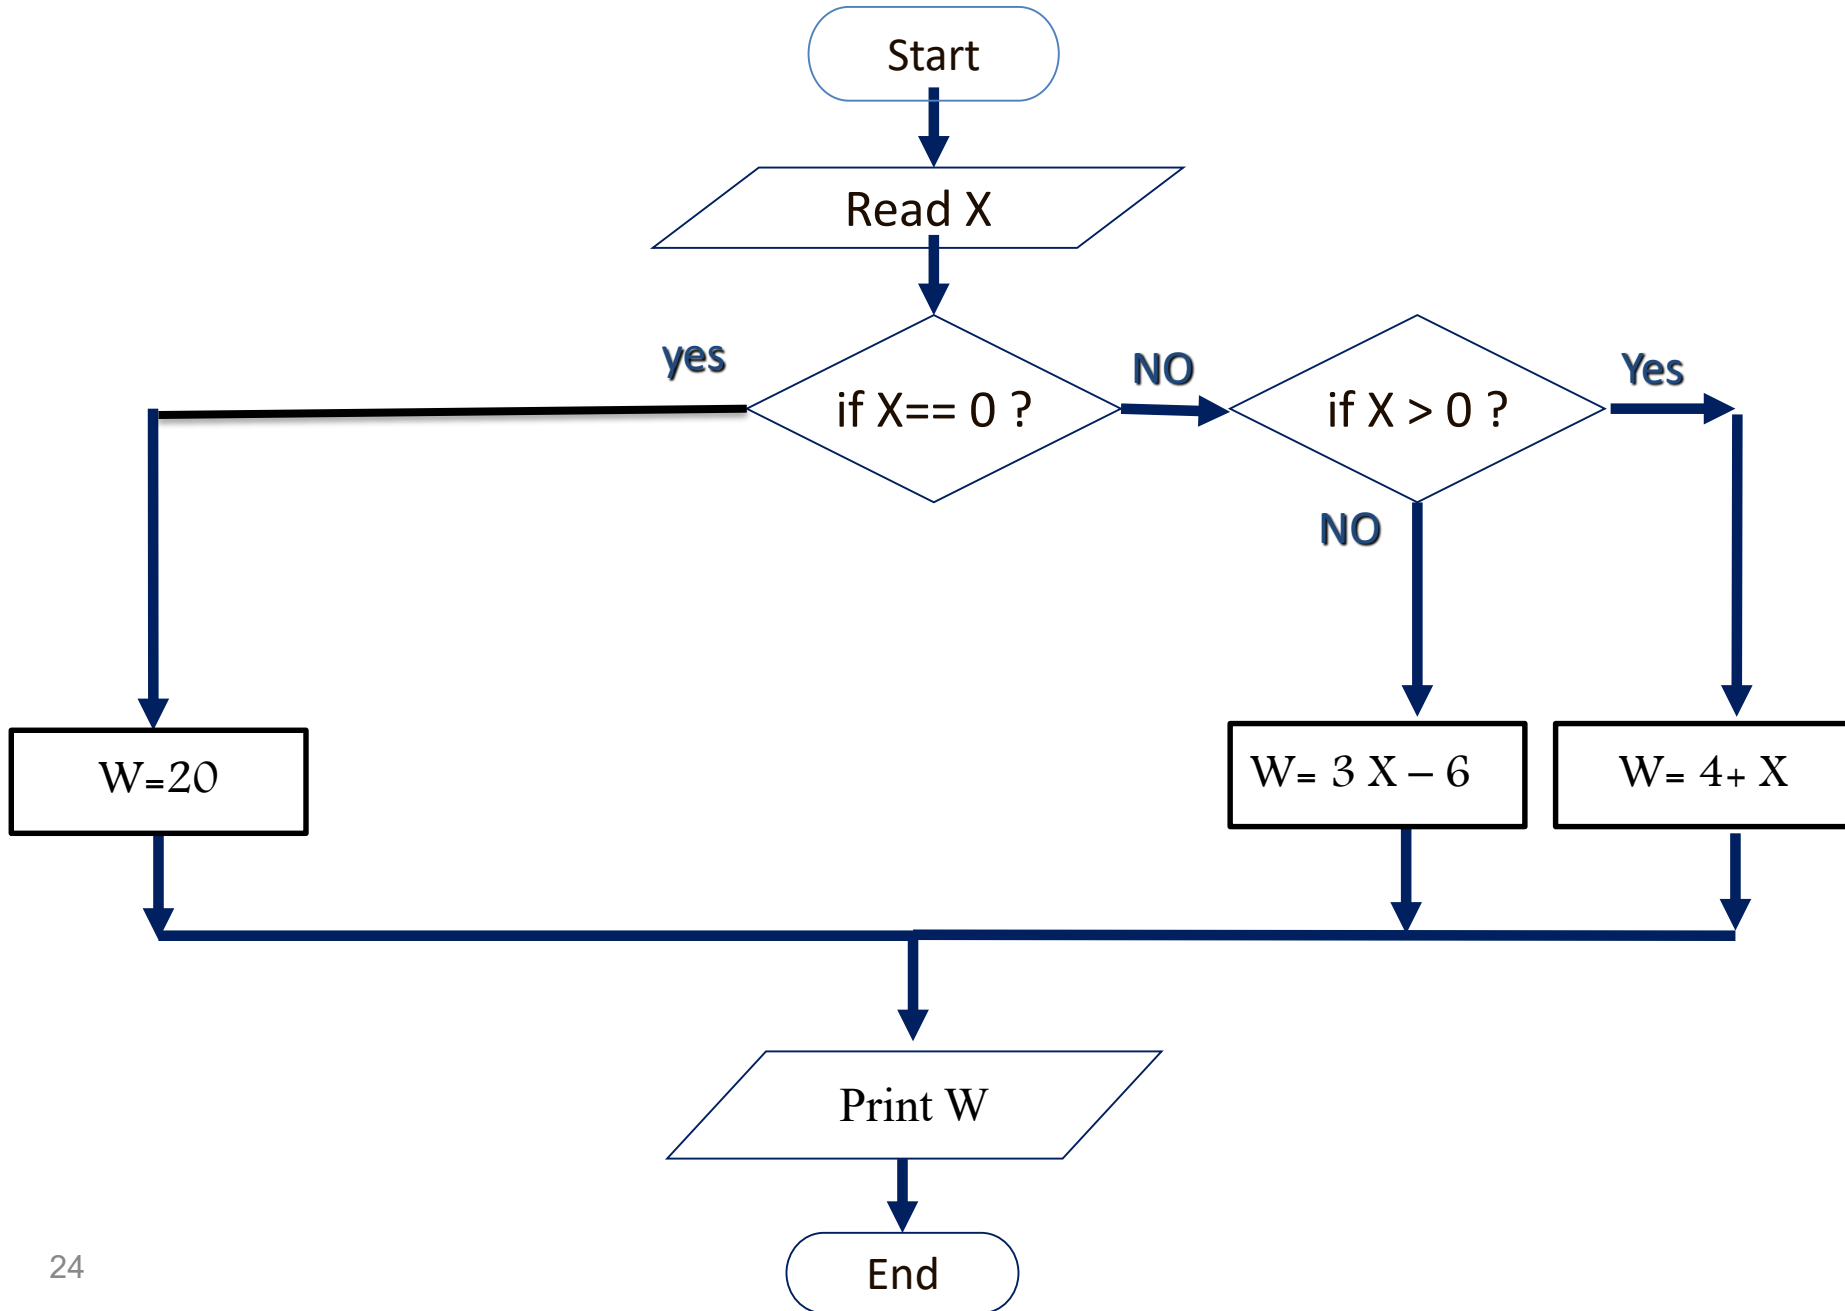 Start
Read X
yes
if X== 0 ?
NO
if X > 0 ?
Yes
NO
W=20
W= 3 X – 6
W= 4+ X
Print W
End
24